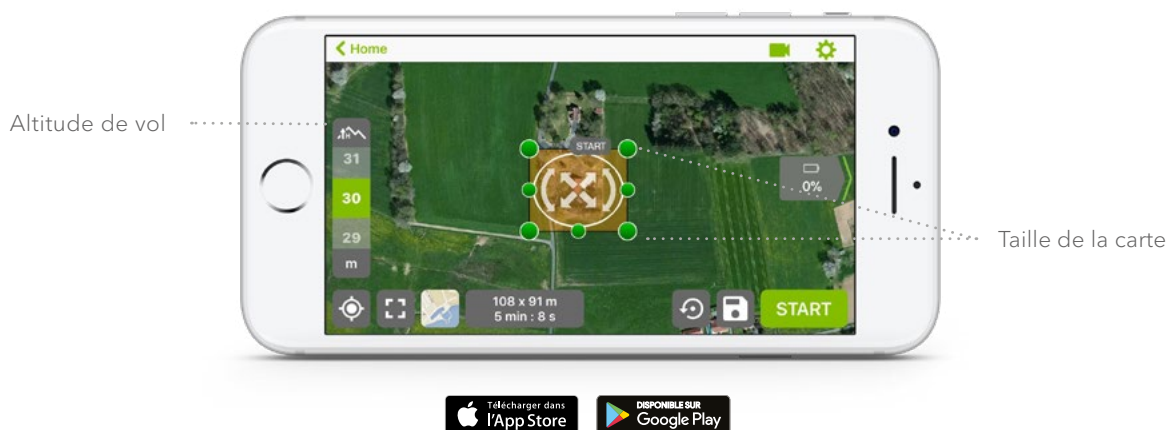 Home
Altitude de vol
START
31
30
29
m
0%
Taille de la carte
108 x 91 m
5 min : 8 s
START
Télécharger dans
l'App Store
DISPONIBLE SUR
Google Play